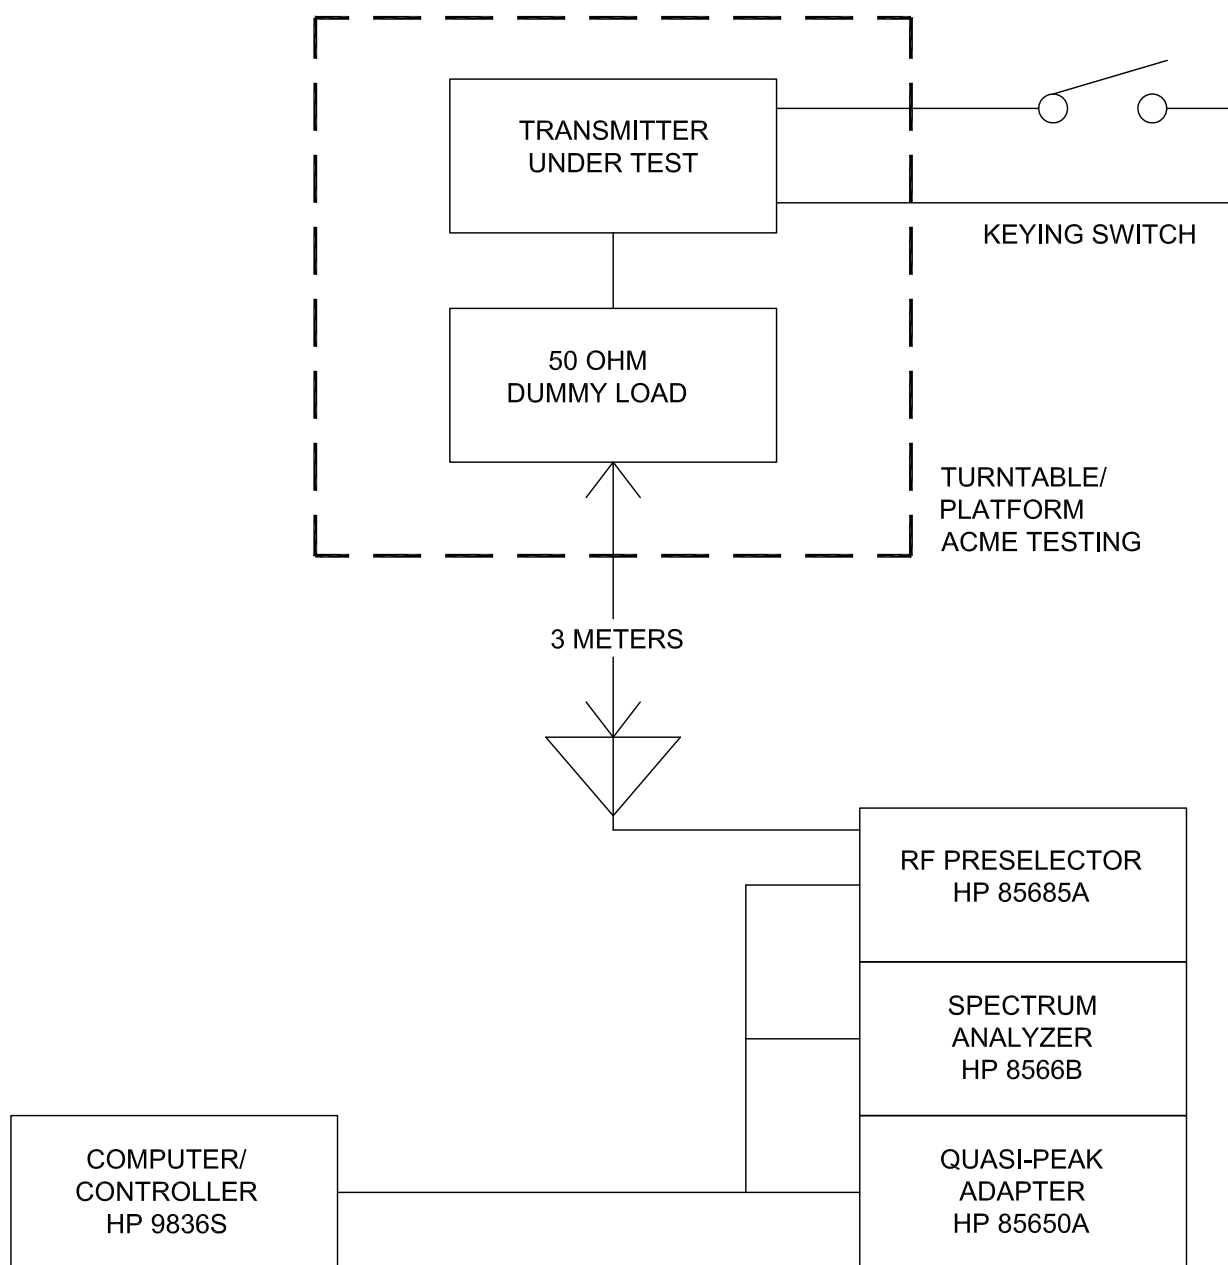 TRANSMITTER
UNDER TEST
KEYING SWITCH
50 OHM
DUMMY LOAD
TURNTABLE/
PLATFORM
ACME TESTING
3 METERS
RF PRESELECTOR
HP 85685A
SPECTRUM
ANALYZER
HP 8566B
COMPUTER/
CONTROLLER
HP 9836S
QUASI-PEAK
ADAPTER
HP 85650A